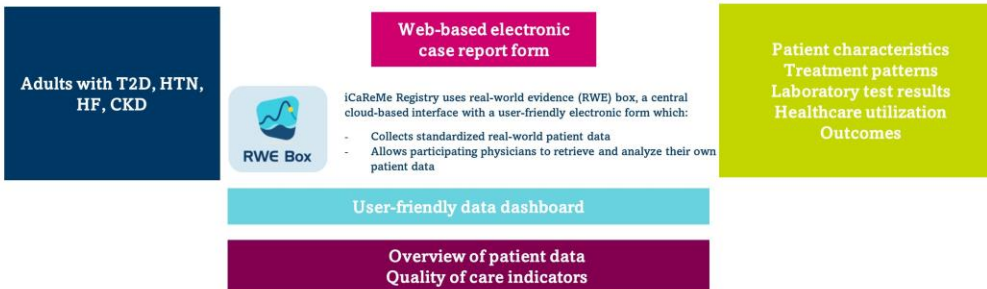 Adults with T2D, HTN,
HF, CKD
Web-based electronic
case report form
iCaReMe Registry uses real-world evidence (RWE) box, a central
cloud-based interface with a user-friendly electronic form which:
- Collects standardized real-world patient data
- Allows participating physicians to retrieve and analyze their own
patient data
RWE Box
User-friendly data dashboard
Overview of patient data
Quality of care indicators
Patient characteristics
Treatment patterns
Laboratory test results
Healthcare utilization
Outcomes